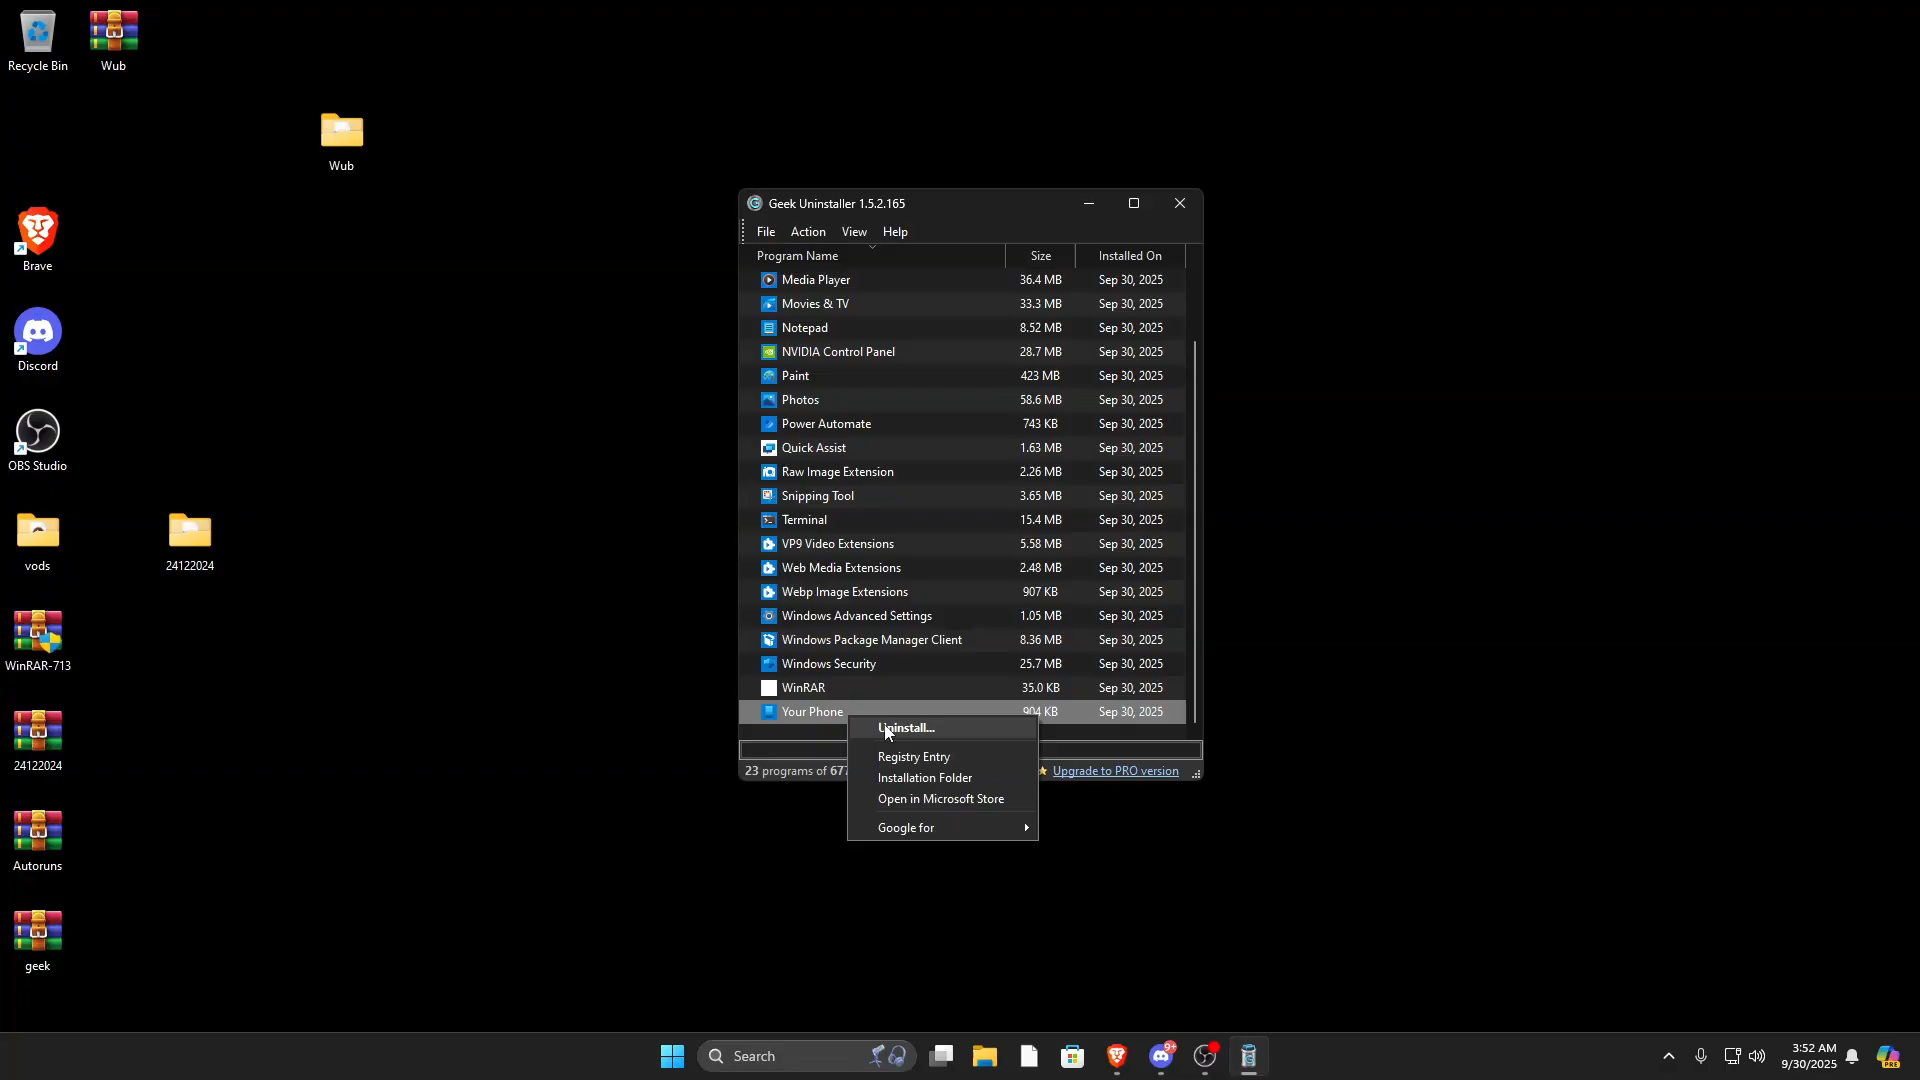 Recycle Bin
Wub
Wub
Brave
Discord
OBS Studio
vods
24122024
WinRAR-713
24122024
Autoruns
geek
Geek Uninstaller 1.5.2.165
File Action View Help
Program Name Size Installed On
Media Player 36.4 MB Sep 30, 2025
Movies & TV 33.3 MB Sep 30, 2025
Notepad 8.52 MB Sep 30, 2025
NVIDIA Control Panel 28.7 MB Sep 30, 2025
Paint 423 MB Sep 30, 2025
Photos 58.6 MB Sep 30, 2025
Power Automate 743 KB Sep 30, 2025
Quick Assist 1.63 MB Sep 30, 2025
Raw Image Extension 2.26 MB Sep 30, 2025
Snipping Tool 3.65 MB Sep 30, 2025
Terminal 15.4 MB Sep 30, 2025
VP9 Video Extensions 5.58 MB Sep 30, 2025
Web Media Extensions 2.48 MB Sep 30, 2025
Webp Image Extensions 907 KB Sep 30, 2025
Windows Advanced Settings 1.05 MB Sep 30, 2025
Windows Package Manager Client 8.36 MB Sep 30, 2025
Windows Security 25.7 MB Sep 30, 2025
WinRAR 35.0 KB Sep 30, 2025
Your Phone 904 KB Sep 30, 2025
Uninstall...
Registry Entry
Installation Folder
Open in Microsoft Store
Google for
23 programs of 677
Upgrade to PRO version
Search
9+
3:52 AM
9/30/2025
PRE